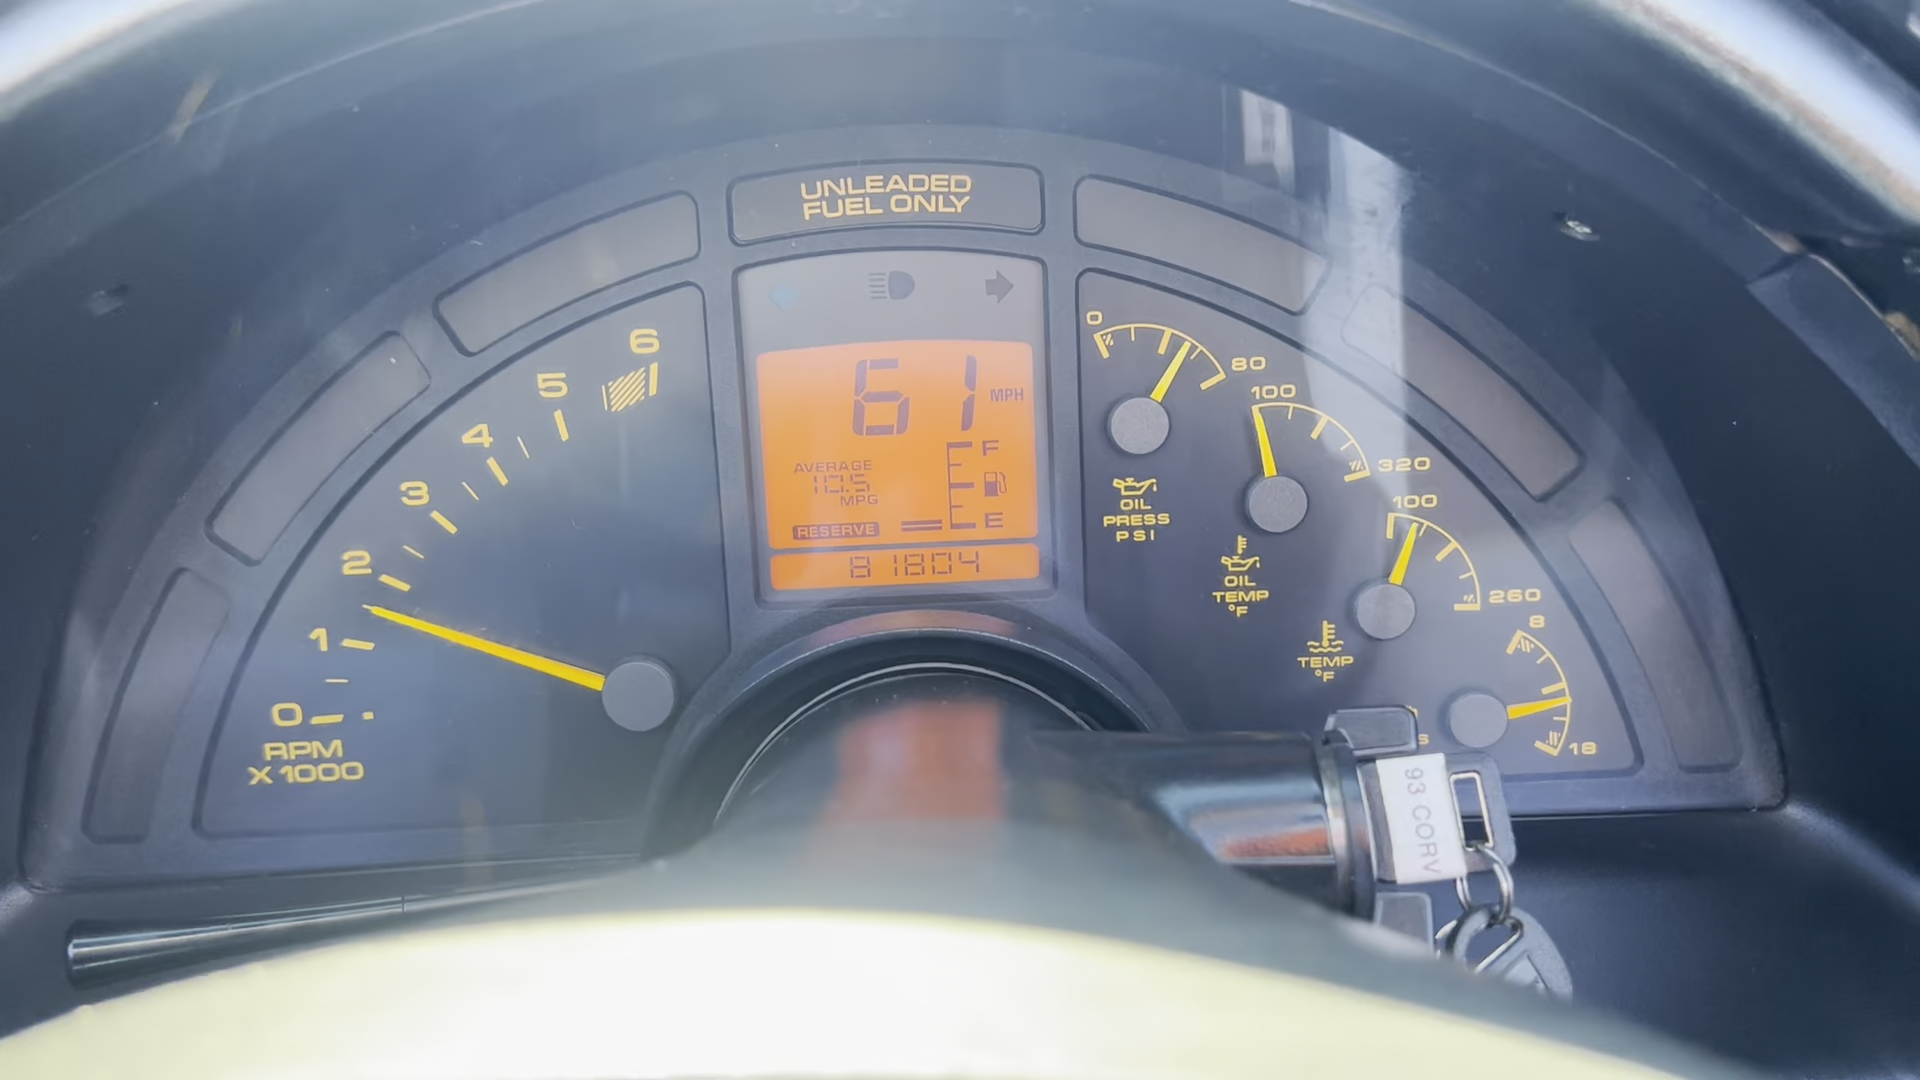 UNLEADED
FUEL ONLY
6
5
4
3
2
1
0
RPM
X 1000
61 MPH
AVERAGE
10.5
MPG
F
E
RESERVE
81804
0
80
OIL
PRESS
PSI
100
320
OIL
TEMP
°F
100
260
TEMP
°F
8
18
93 CORV